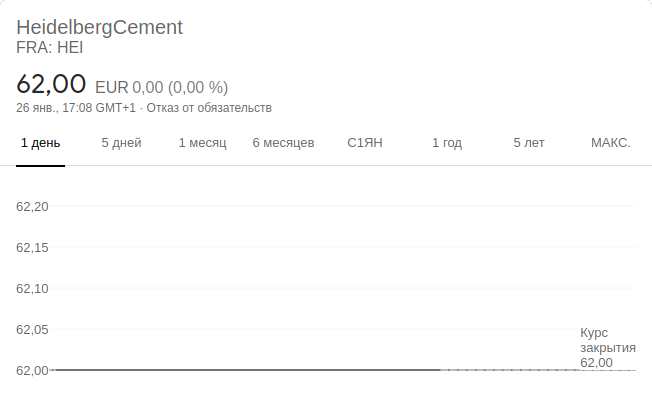 HeidelbergCement
FRA: HEI
62,00 EUR 0,00 (0,00 %)
26 янв., 17:08 GMT+1 · Отказ от обязательств
1 день 5 дней 1 месяц 6 месяцев С1ЯН 1 год 5 лет МАКС.
62,20
62,15
62,10
62,05
Курс
закрытия
62,00
62,00